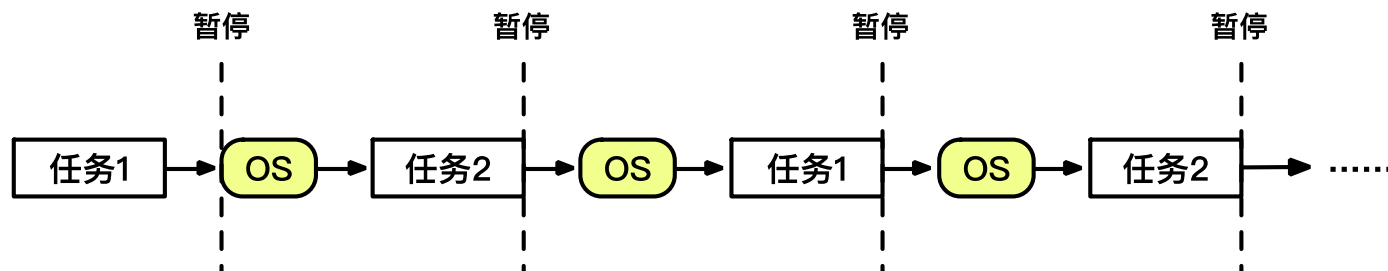 暂停 暂停 暂停 暂停
任务1 OS 任务2 OS 任务1 OS 任务2 ......